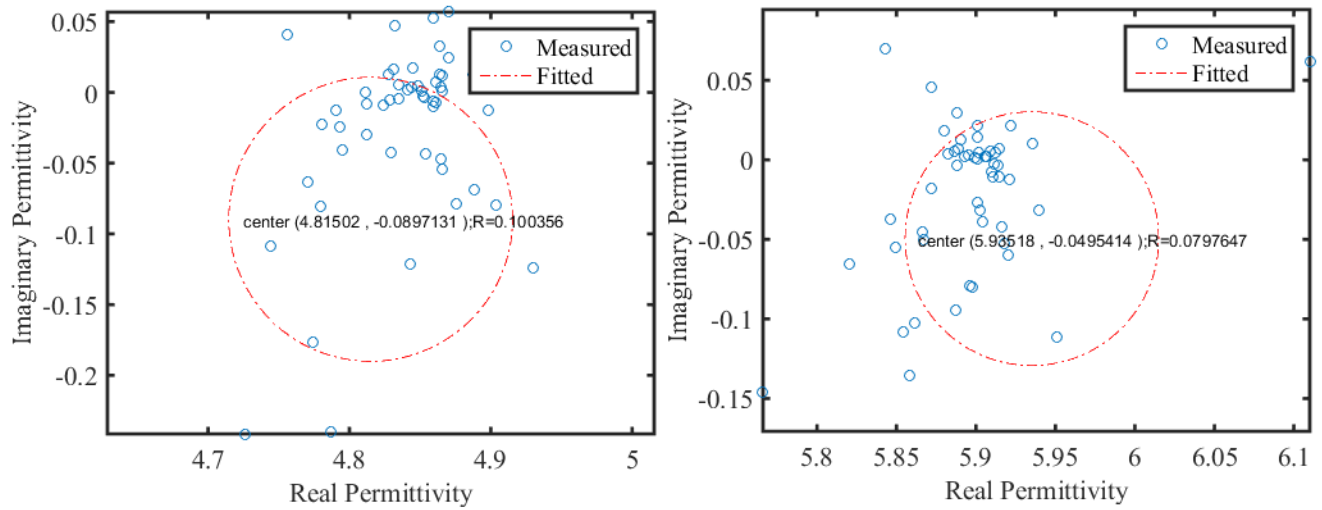 0.05
0
-0.05
-0.1
-0.15
-0.2
Imaginary Permittivity
Measured
Fitted
center (4.81502 , -0.0897131 );R=0.100356
4.7
4.8
4.9
5
Real Permittivity
0.05
0
-0.05
-0.1
-0.15
Imaginary Permittivity
Measured
Fitted
center (5.93518 , -0.0495414 );R=0.0797647
5.8
5.85
5.9
5.95
6
6.05
6.1
Real Permittivity